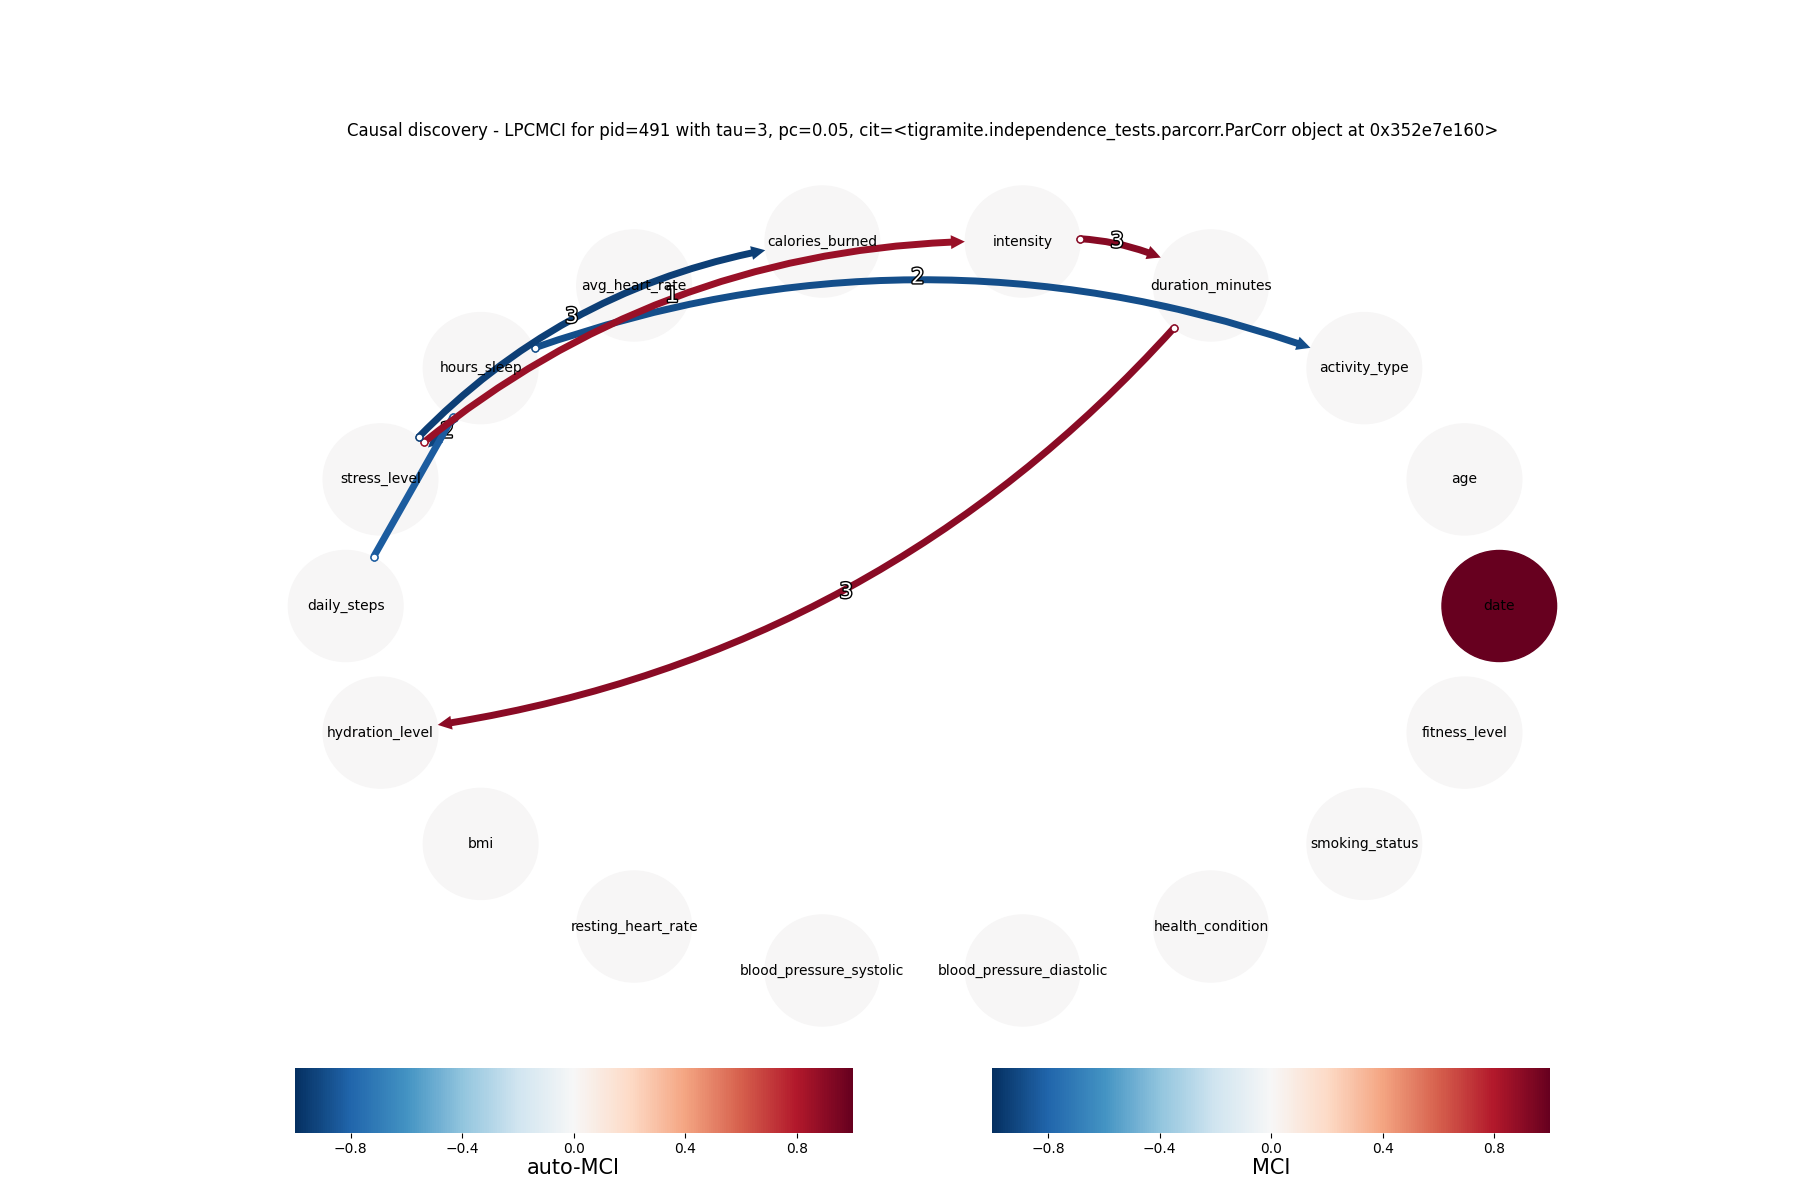 Causal discovery - LPCMCI for pid=491 with tau=3, pc=0.05, cit=<tigramite.independence_tests.parcorr.ParCorr object at 0x352e7e160>
calories_burned
intensity
3
avg_heart_rate
duration_minutes
2
1
3
hours_sleep
activity_type
2
stress_level
age
3
daily_steps
date
hydration_level
fitness_level
bmi
smoking_status
resting_heart_rate
health_condition
blood_pressure_systolic
blood_pressure_diastolic
−0.8 −0.4 0.0 0.4 0.8
auto-MCI
−0.8 −0.4 0.0 0.4 0.8
MCI